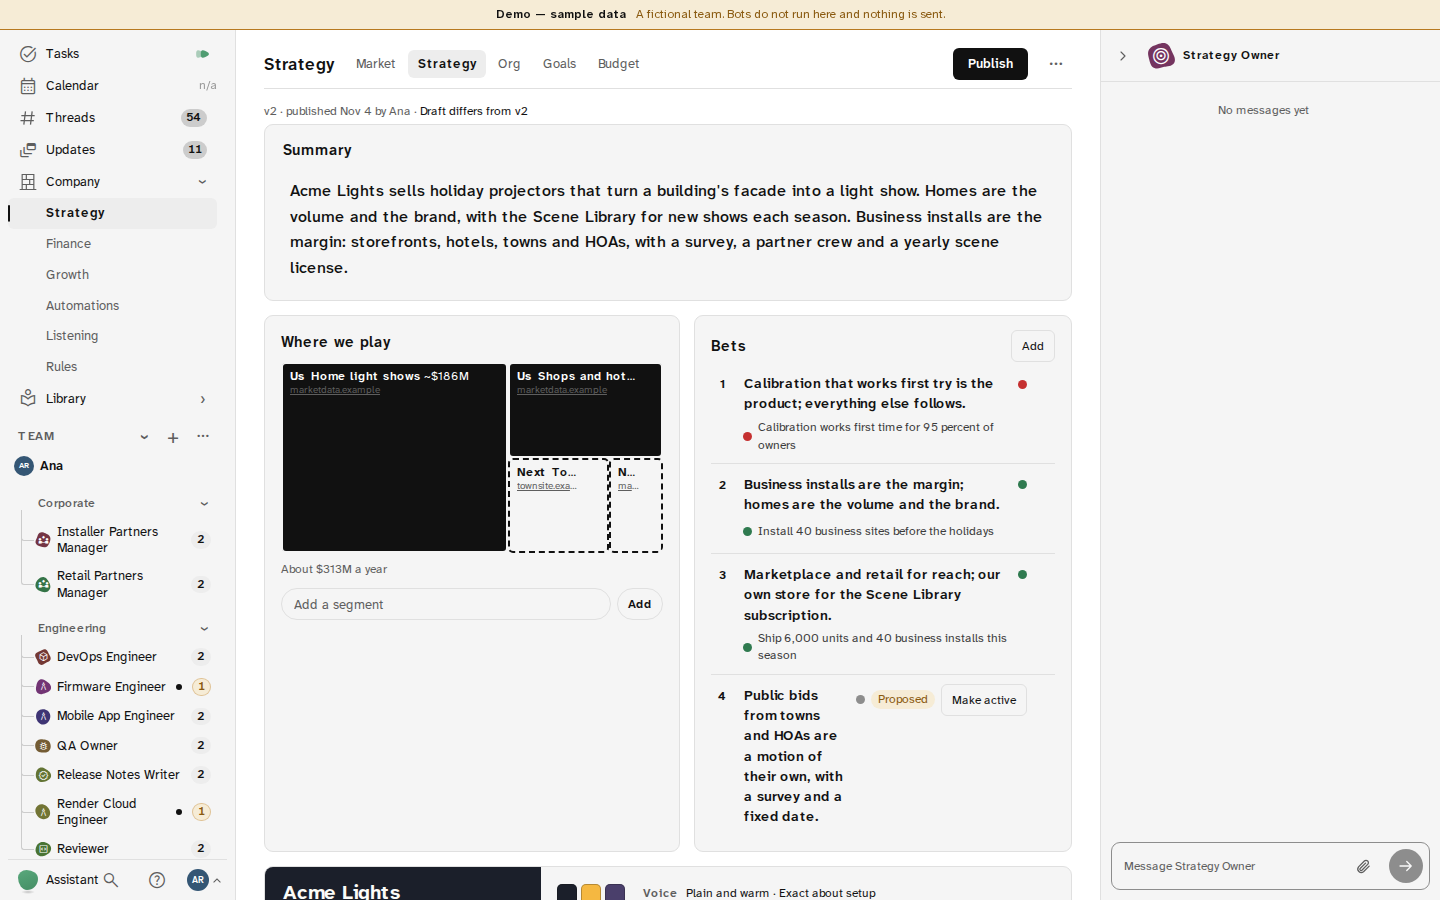 Demo — sample data A fictional team. Bots do not run here and nothing is sent.
Tasks
Calendar n/a
Threads 54
Updates 11
Company
Strategy
Finance
Growth
Automations
Listening
Rules
Library
TEAM
AR Ana
Corporate
Installer Partners
Manager 2
Retail Partners
Manager 2
Engineering
DevOps Engineer 2
Firmware Engineer 1
Mobile App Engineer 2
QA Owner 2
Release Notes Writer 2
Render Cloud
Engineer 1
Reviewer 2
Assistant AR
Strategy Market Strategy Org Goals Budget Publish
v2 · published Nov 4 by Ana · Draft differs from v2
Summary
Acme Lights sells holiday projectors that turn a building's facade into a light show. Homes are the
volume and the brand, with the Scene Library for new shows each season. Business installs are the
margin: storefronts, hotels, towns and HOAs, with a survey, a partner crew and a yearly scene
license.
Where we play
Us Home light shows ~$186M
marketdata.example
Us Shops and hot…
marketdata.example
Next To…
townsite.exa…
N…
ma…
About $313M a year
Add a segment Add
Bets Add
1 Calibration that works first try is the
product; everything else follows.
Calibration works first time for 95 percent of
owners
2 Business installs are the margin;
homes are the volume and the brand.
Install 40 business sites before the holidays
3 Marketplace and retail for reach; our
own store for the Scene Library
subscription.
Ship 6,000 units and 40 business installs this
season
4 Public bids
from towns
and HOAs are
a motion of
their own, with
a survey and a
fixed date.
Proposed Make active
Acme Lights
Voice Plain and warm · Exact about setup
Strategy Owner
No messages yet
Message Strategy Owner